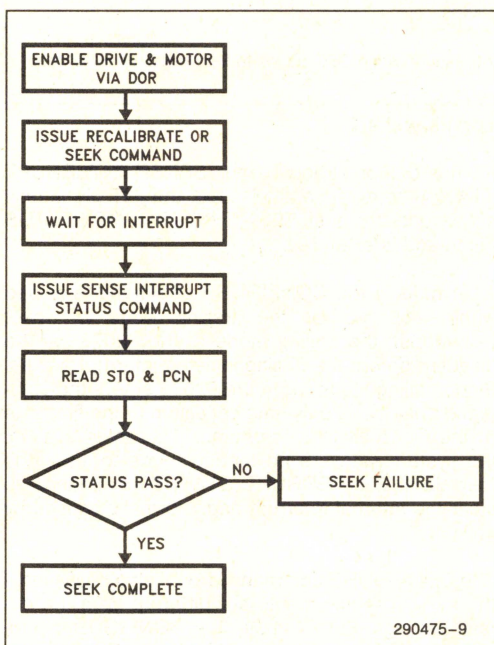 ENABLE DRIVE & MOTOR
VIA DOR
ISSUE RECALIBRATE OR
SEEK COMMAND
WAIT FOR INTERRUPT
ISSUE SENSE INTERRUPT
STATUS COMMAND
READ ST0 & PCN
STATUS PASS?
NO
SEEK FAILURE
YES
SEEK COMPLETE
290475-9